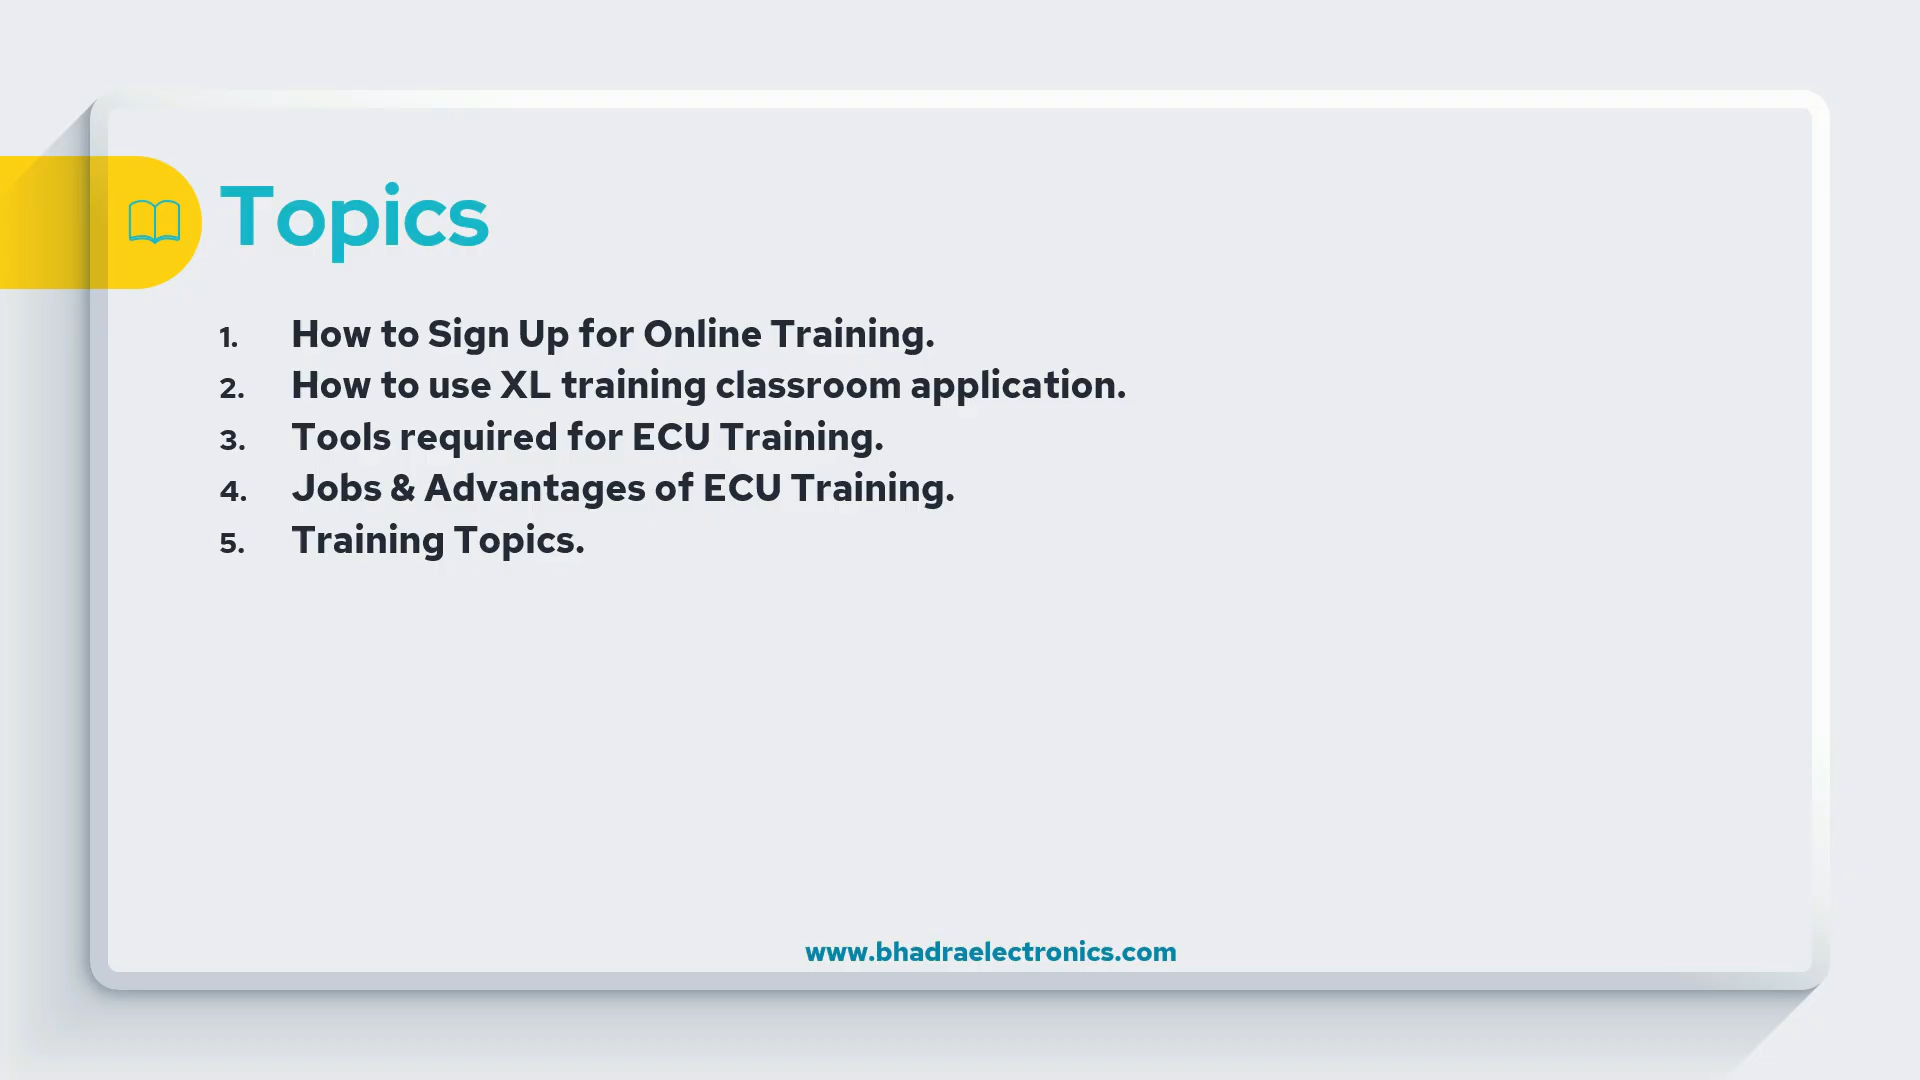 Topics
1. How to Sign Up for Online Training.
2. How to use XL training classroom application.
3. Tools required for ECU Training.
4. Jobs & Advantages of ECU Training.
5. Training Topics.
www.bhadraelectronics.com